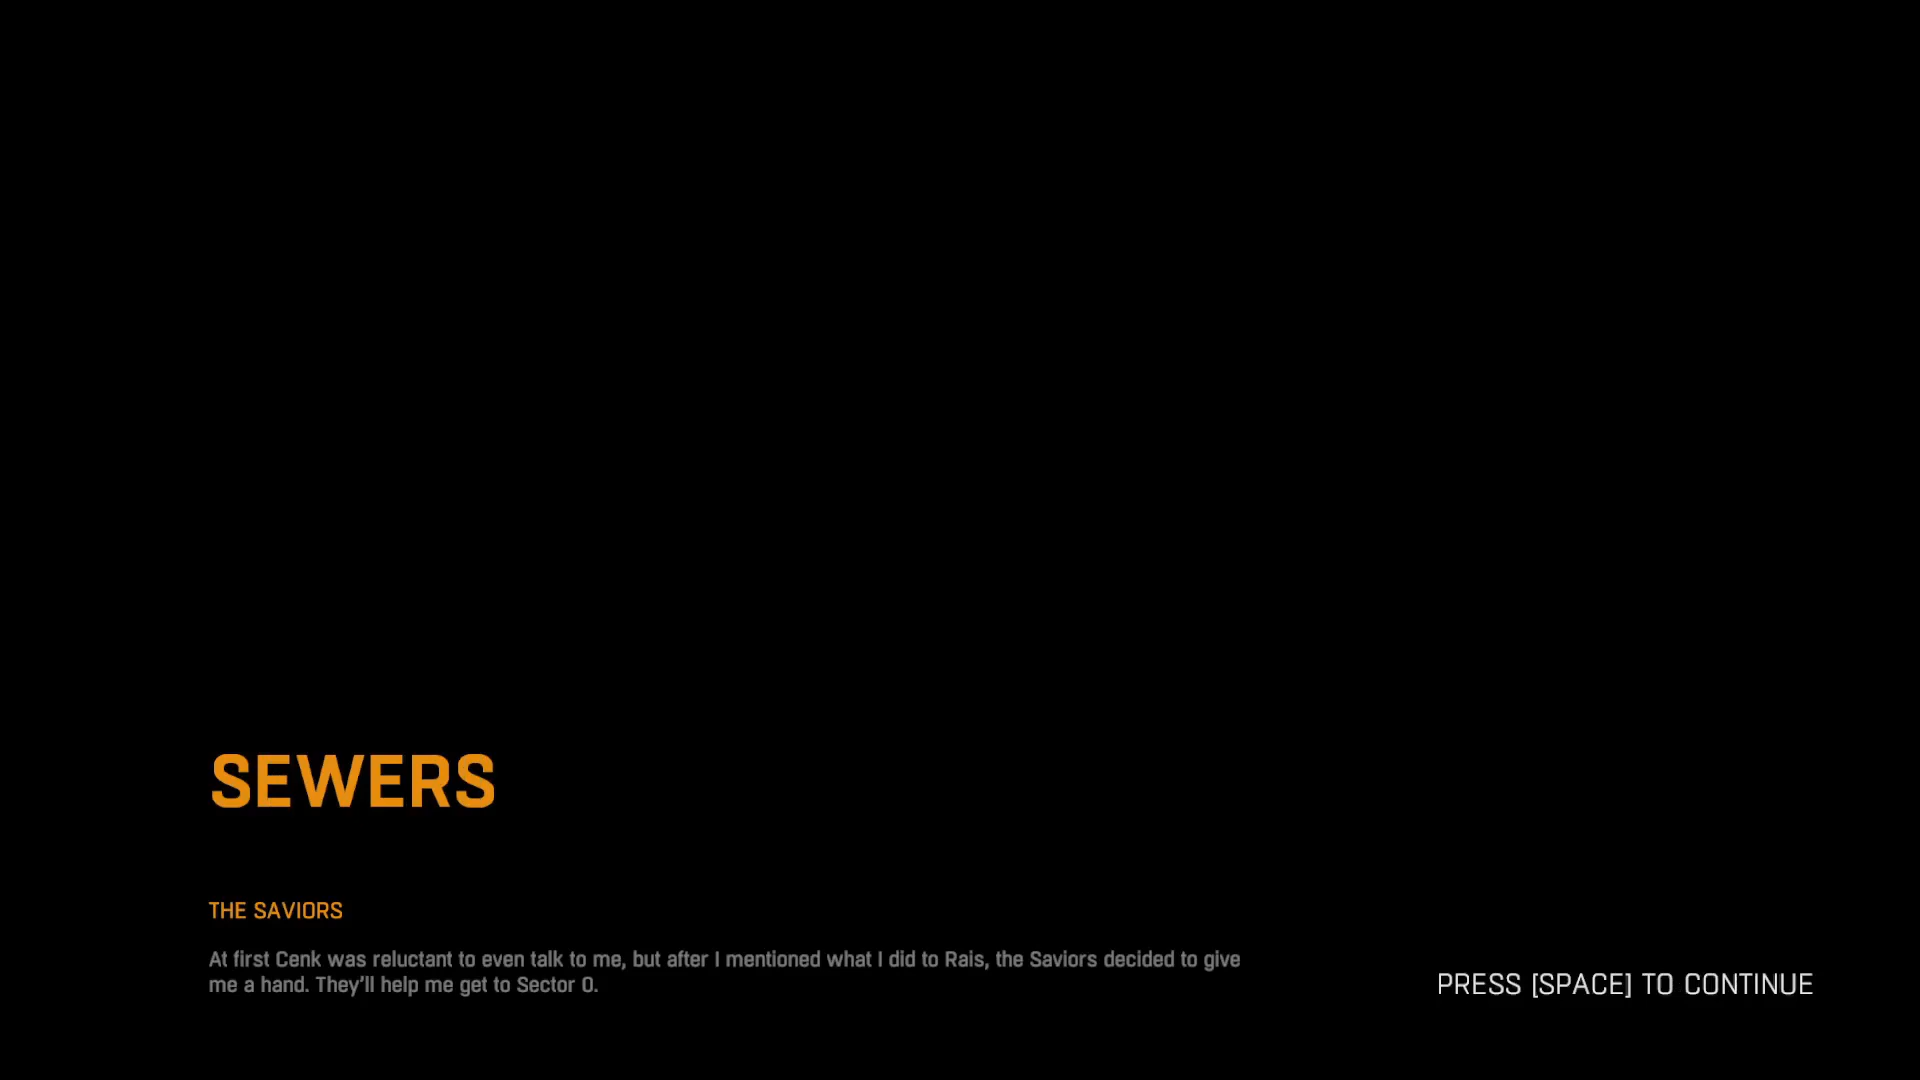 SEWERS
THE SAVIORS
At first Cenk was reluctant to even talk to me, but after I mentioned what I did to Rais, the Saviors decided to give
me a hand. They'll help me get to Sector 0.
PRESS [SPACE] TO CONTINUE